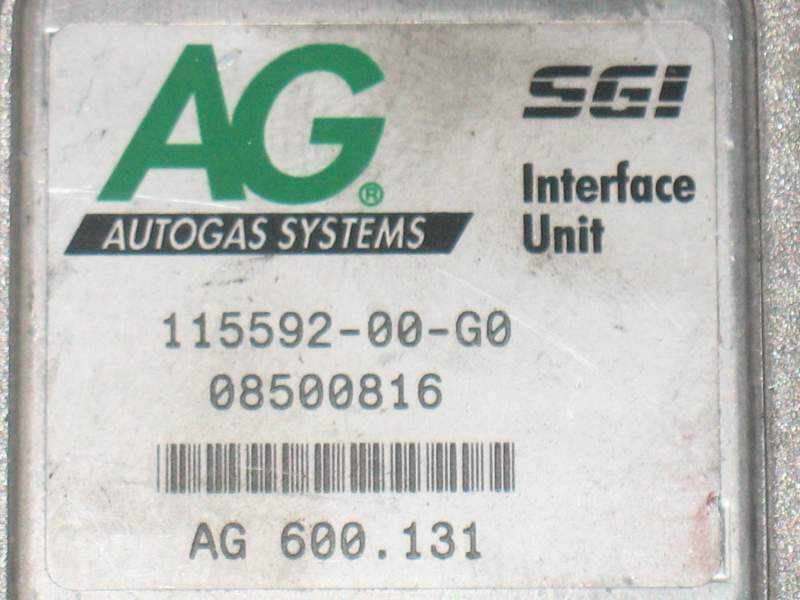 AG®
AUTOGAS SYSTEMS
SGI
Interface
Unit
115592-00-G0
08500816
AG 600.131